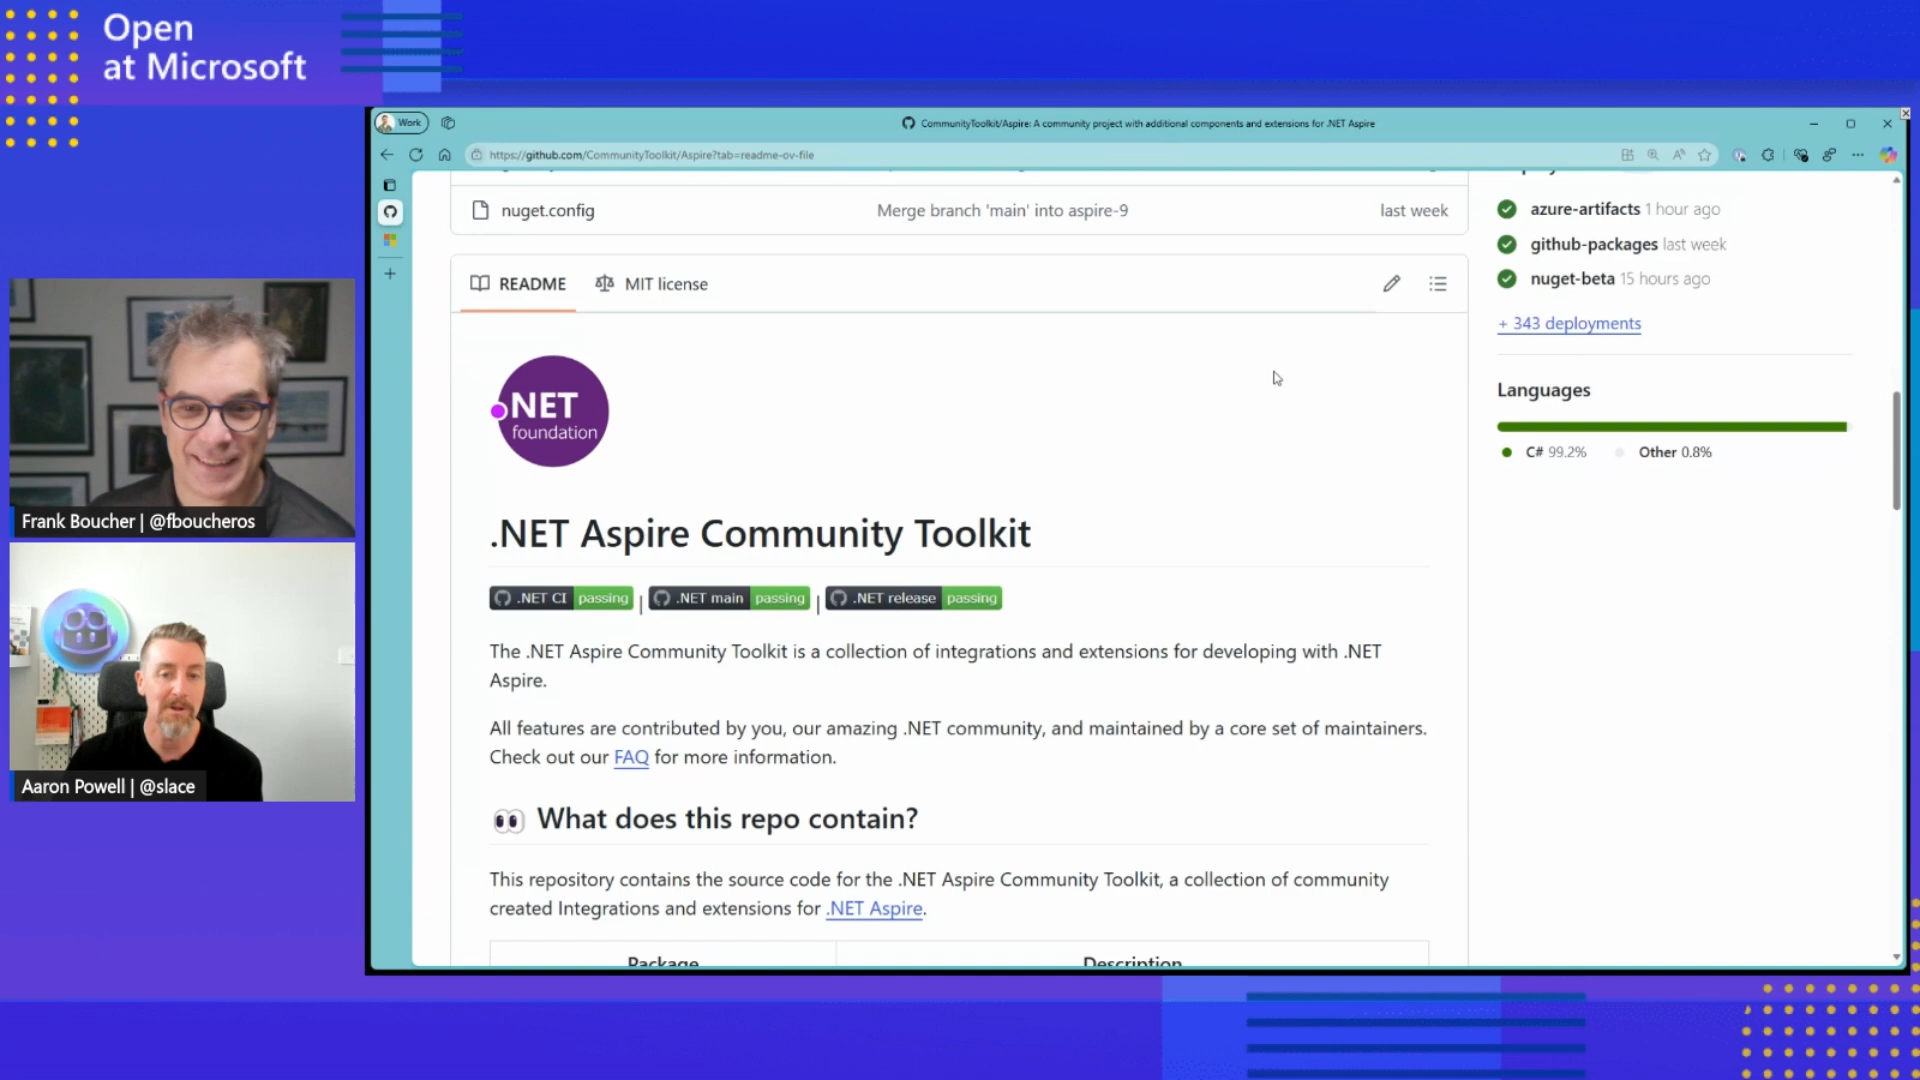 Open
at Microsoft
Work
CommunityToolkit/Aspire: A community project with additional components and extensions for .NET Aspire
https://github.com/CommunityToolkit/Aspire?tab=readme-ov-file
nuget.config
Merge branch 'main' into aspire-9
last week
README
MIT license
azure-artifacts 1 hour ago
github-packages last week
nuget-beta 15 hours ago
+ 343 deployments
Languages
C# 99.2%
Other 0.8%
.NET
foundation
.NET Aspire Community Toolkit
.NET CI passing | .NET main passing | .NET release passing
The .NET Aspire Community Toolkit is a collection of integrations and extensions for developing with .NET
Aspire.
All features are contributed by you, our amazing .NET community, and maintained by a core set of maintainers.
Check out our FAQ for more information.
👀 What does this repo contain?
This repository contains the source code for the .NET Aspire Community Toolkit, a collection of community
created Integrations and extensions for .NET Aspire.
Package
Description
Frank Boucher | @fboucheros
Aaron Powell | @slace